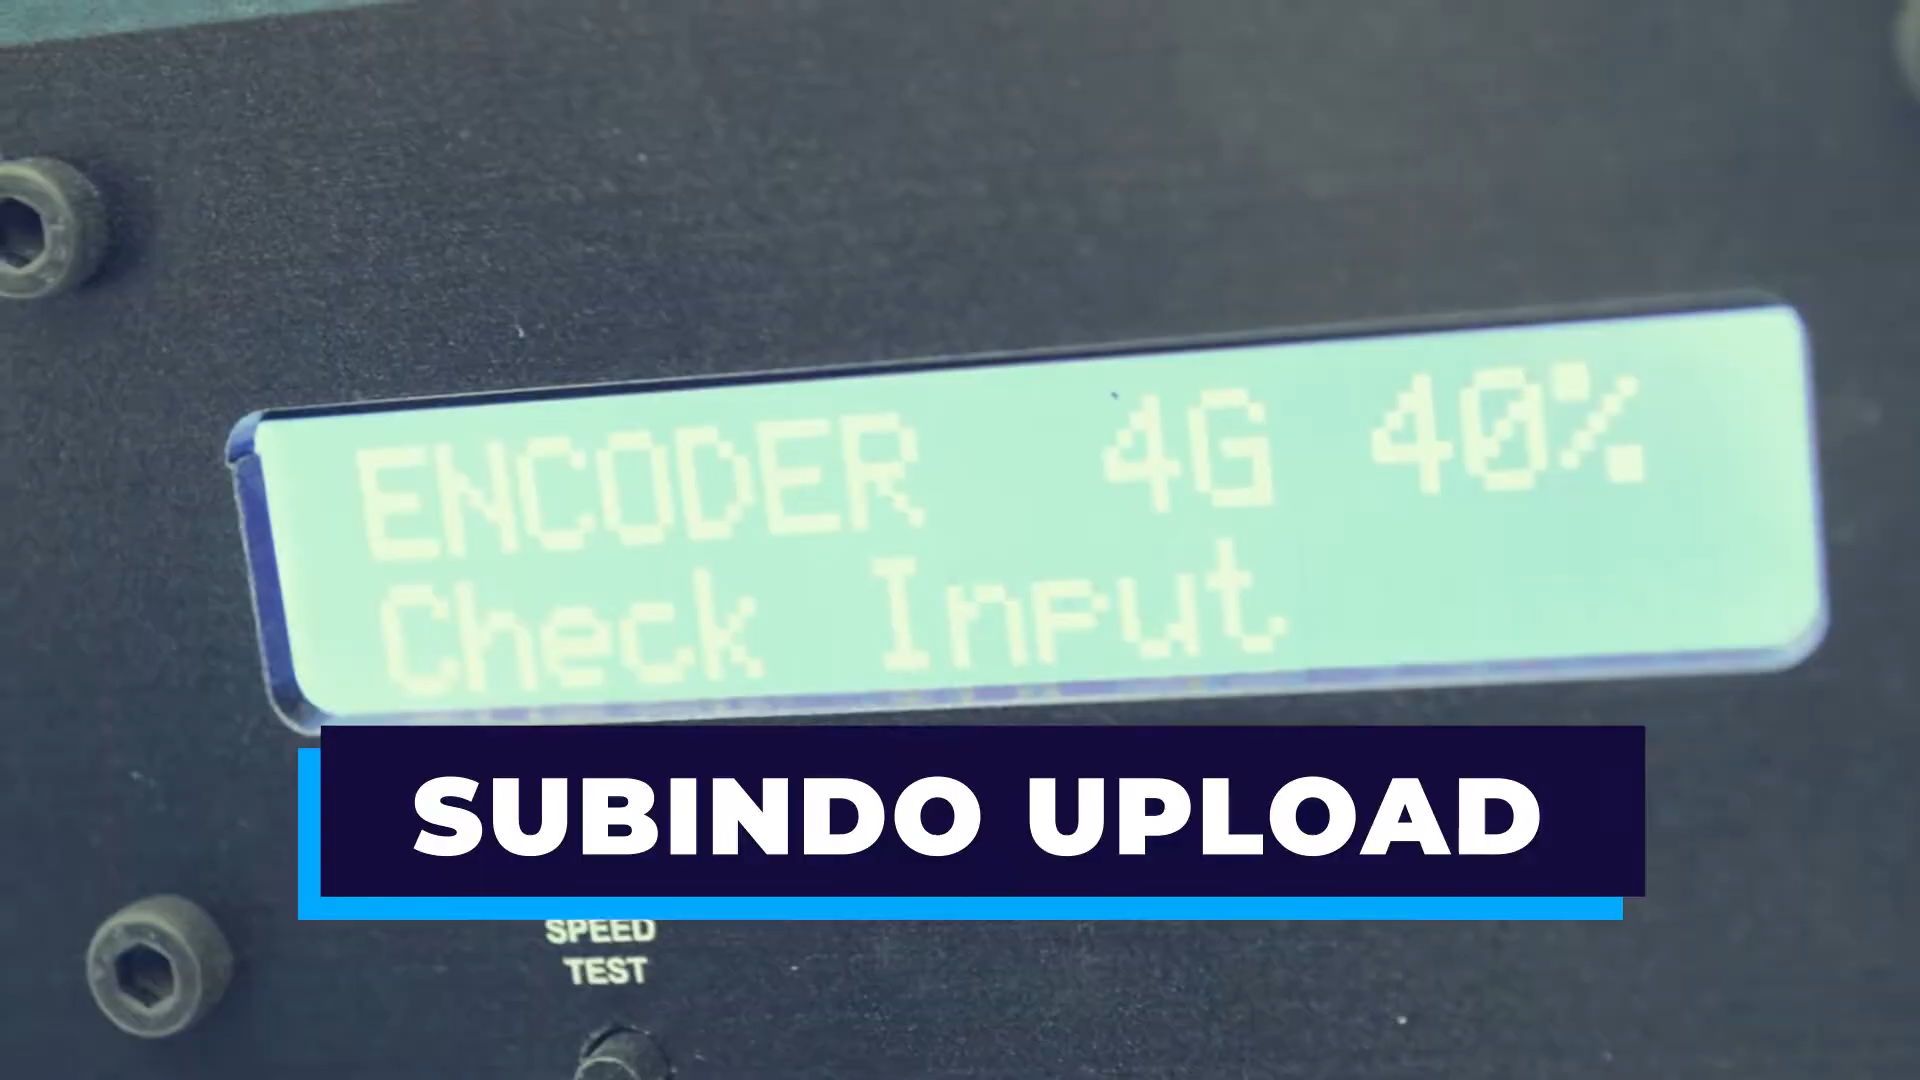 ENCODER 4G 40%
Check Input
SUBINDO UPLOAD
SPEED
TEST